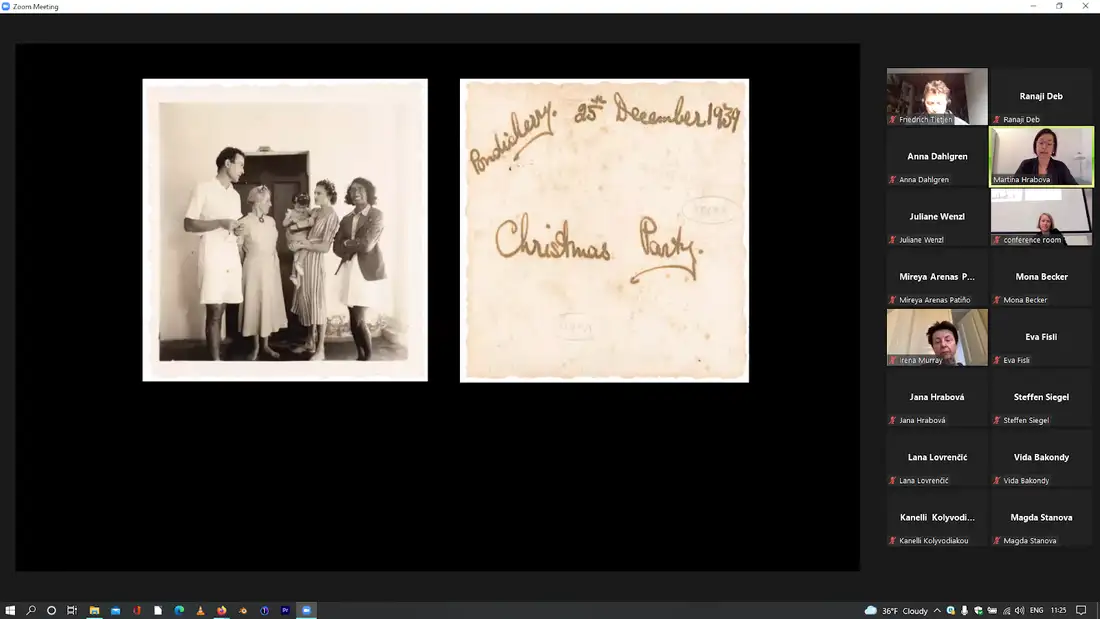 Zoom Meeting
Pondicherry. 25th December 1939
Christmas Party.
Friedrich Tietjen
Ranaji Deb
Ranaji Deb
Anna Dahlgren
Anna Dahlgren
Martina Hrabova
Juliane Wenzl
Juliane Wenzl
conference room
Mireya Arenas P...
Mireya Arenas Patiño
Mona Becker
Mona Becker
Irena Murray
Eva Fisli
Eva Fisli
Jana Hrabová
Jana Hrabová
Steffen Siegel
Steffen Siegel
Lana Lovrenčić
Lana Lovrenčić
Vida Bakondy
Vida Bakondy
Kanelli Kolyvodi...
Kanelli Kolyvodiakou
Magda Stanova
Magda Stanova
Pr
36°F Cloudy ENG 11:25